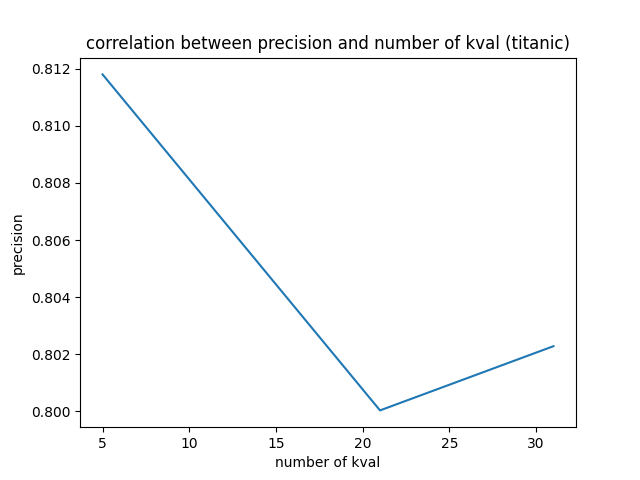 correlation between precision and number of kval (titanic)
0.812
0.810
0.808
0.806
0.804
0.802
0.800
precision
5 10 15 20 25 30
number of kval